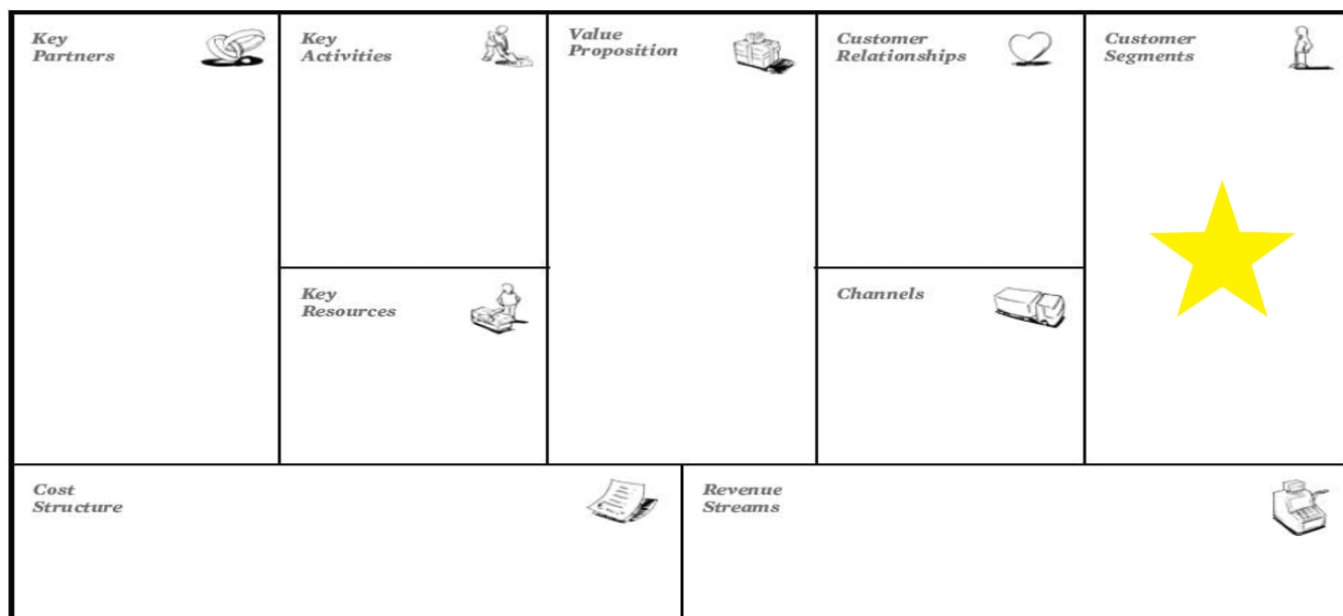 Key
Partners
Key
Activities
Value
Proposition
Customer
Relationships
Customer
Segments
Key
Resources
Channels
Cost
Structure
Revenue
Streams